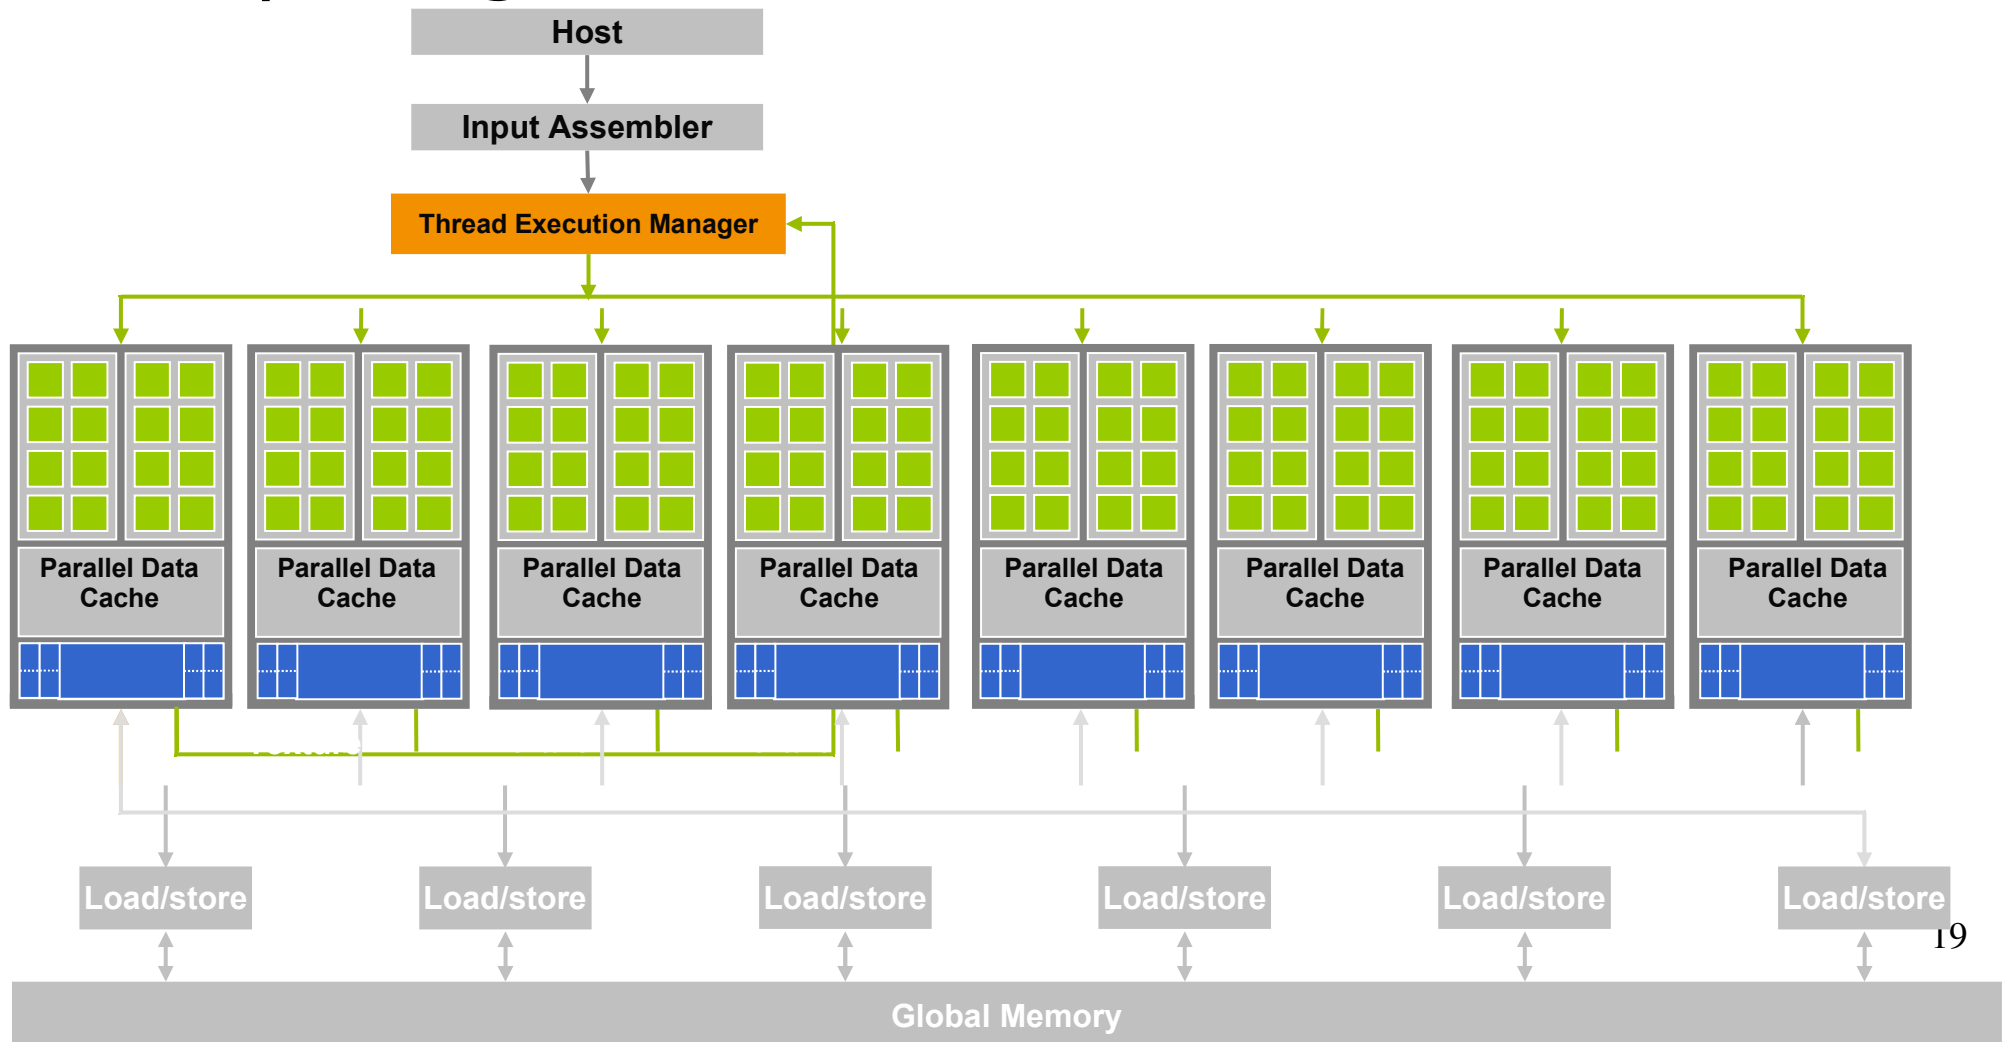 Host
Input Assembler
Thread Execution Manager
Parallel Data
Cache
Parallel Data
Cache
Parallel Data
Cache
Parallel Data
Cache
Parallel Data
Cache
Parallel Data
Cache
Parallel Data
Cache
Parallel Data
Cache
Load/store
Load/store
Load/store
Load/store
Load/store
Load/store
19
Global Memory